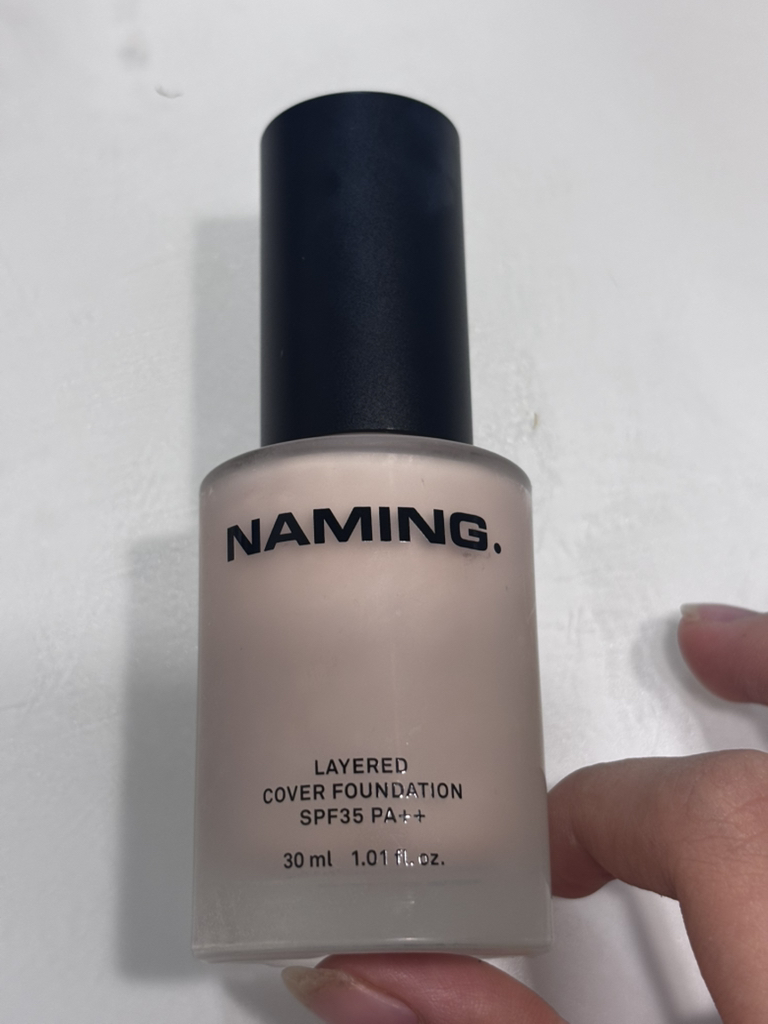 NAMING.
LAYERED
COVER FOUNDATION
SPF35 PA++
30 ml 1.01 fl. oz.